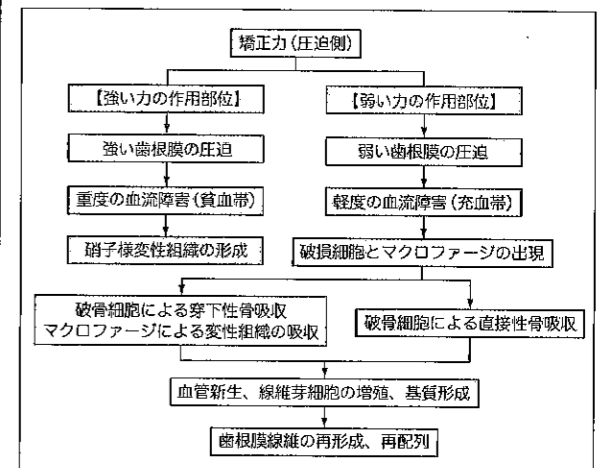 矯正力(圧迫側)
【強い力の作用部位】
【弱い力の作用部位】
強い歯根膜の圧迫
弱い歯根膜の圧迫
重度の血流障害(貧血帯)
軽度の血流障害(充血帯)
硝子様変性組織の形成
破損細胞とマクロファージの出現
破骨細胞による穿下性骨吸収
マクロファージによる変性組織の吸収
破骨細胞による直接性骨吸収
血管新生、線維芽細胞の増殖、基質形成
歯根膜線維の再形成、再配列